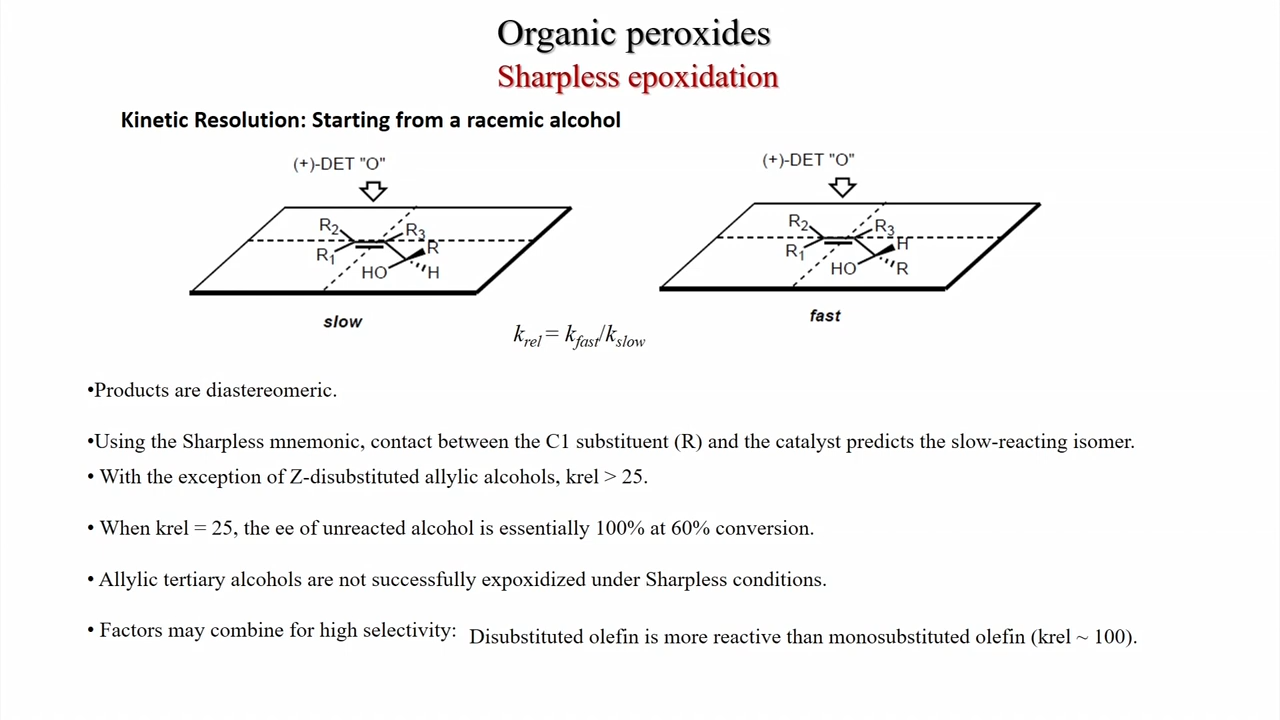 Organic peroxides
Sharpless epoxidation
Kinetic Resolution: Starting from a racemic alcohol
(+)-DET "O"
R2
R3
R1
R
HO
H
slow
(+)-DET "O"
R2
R3
H
R1
HO
R
fast
krel = kfast/kslow
•Products are diastereomeric.
•Using the Sharpless mnemonic, contact between the C1 substituent (R) and the catalyst predicts the slow-reacting isomer.
• With the exception of Z-disubstituted allylic alcohols, krel > 25.
• When krel = 25, the ee of unreacted alcohol is essentially 100% at 60% conversion.
• Allylic tertiary alcohols are not successfully expoxidized under Sharpless conditions.
• Factors may combine for high selectivity: Disubstituted olefin is more reactive than monosubstituted olefin (krel ~ 100).